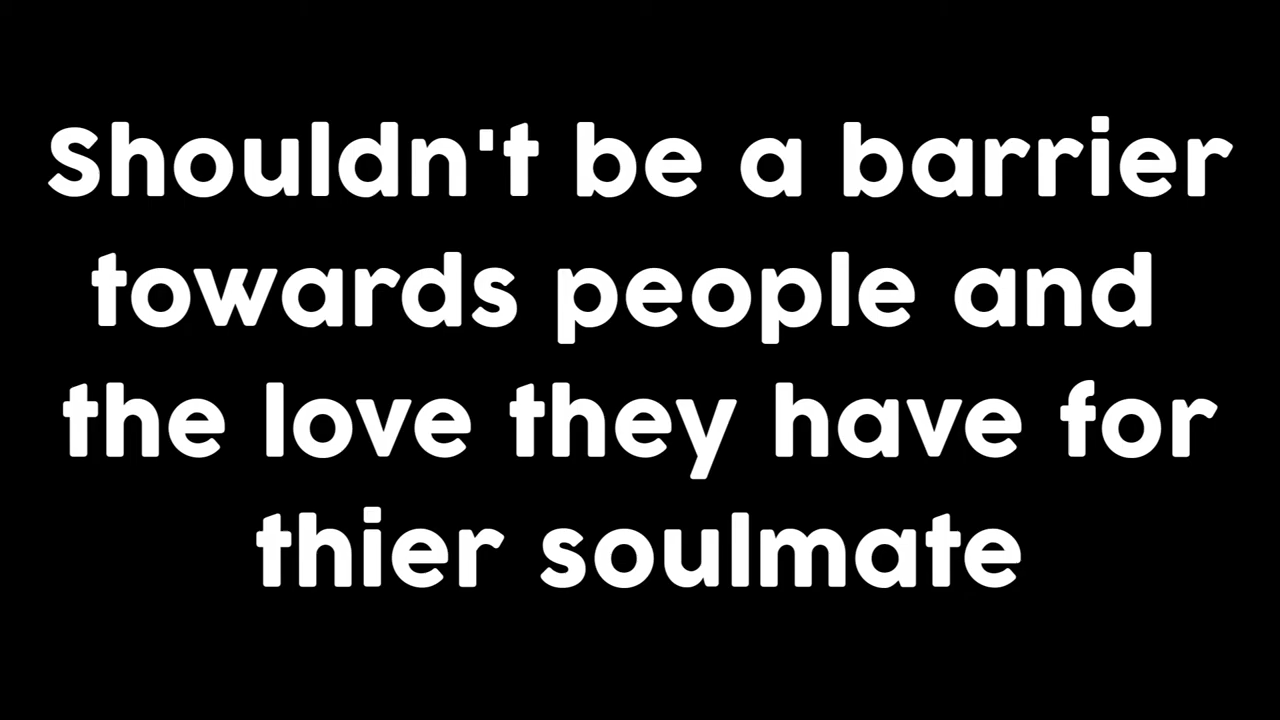 Shouldn't be a barrier
towards people and
the love they have for
thier soulmate